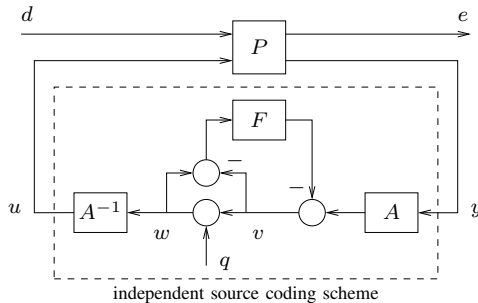 d
e
P
F
−
−
u
A⁻¹
A
y
w
v
q
independent source coding scheme